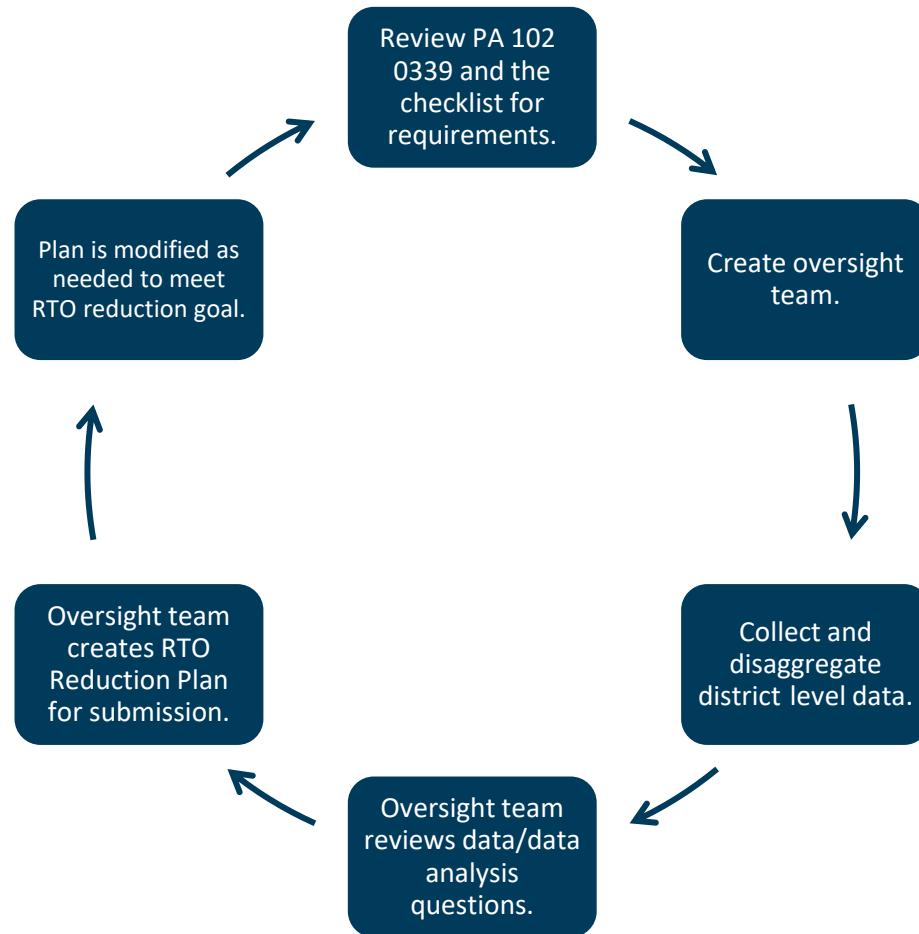 Review PA 102
0339 and the
checklist for
requirements.
Create oversight
team.
Collect and
disaggregate
district level data.
Oversight team
reviews data/data
analysis
questions.
Oversight team
creates RTO
Reduction Plan
for submission.
Plan is modified as
needed to meet
RTO reduction goal.